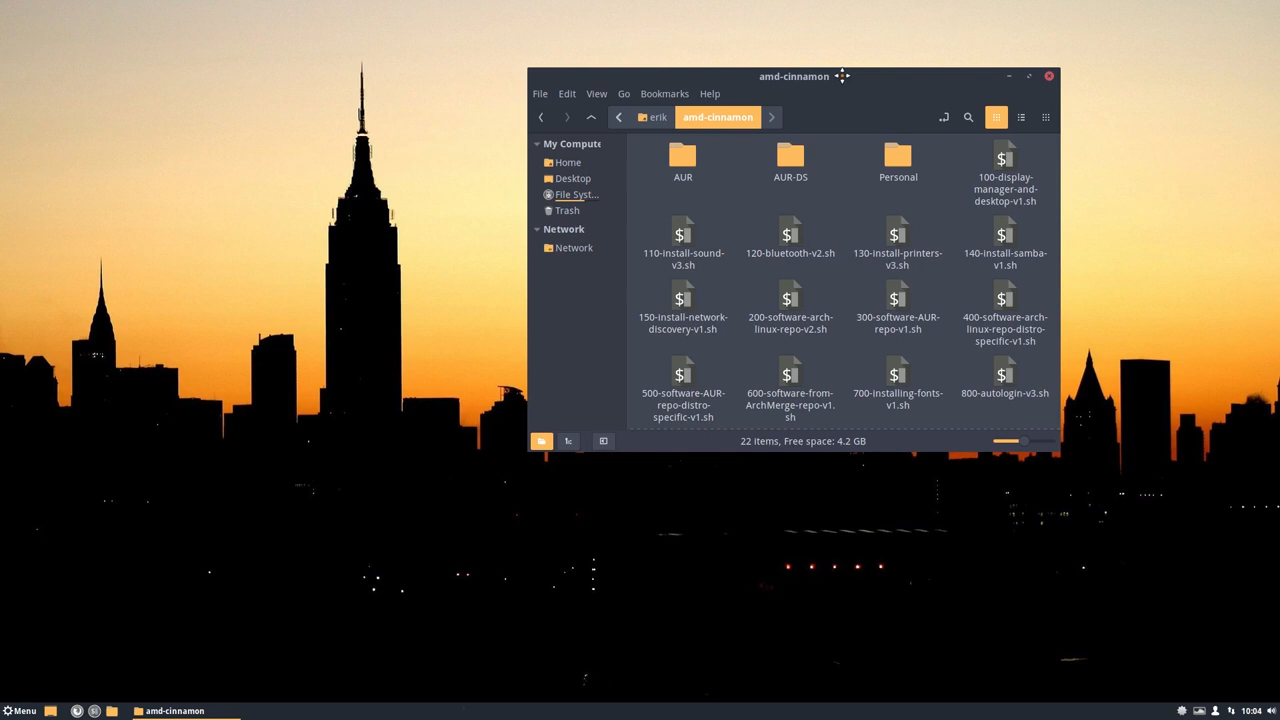 amd-cinnamon
File Edit View Go Bookmarks Help
erik amd-cinnamon
My Compute
Home
Desktop
File Syst...
Trash
Network
Network
AUR
AUR-DS
Personal
100-display-
manager-and-
desktop-v1.sh
110-install-sound-
v3.sh
120-bluetooth-v2.sh
130-install-printers-
v3.sh
140-install-samba-
v1.sh
150-install-network-
discovery-v1.sh
200-software-arch-
linux-repo-v2.sh
300-software-AUR-
repo-v1.sh
400-software-arch-
linux-repo-distro-
specific-v1.sh
500-software-AUR-
repo-distro-
specific-v1.sh
600-software-from-
ArchMerge-repo-v1.
sh
700-installing-fonts-
v1.sh
800-autologin-v3.sh
22 items, Free space: 4.2 GB
Menu
amd-cinnamon
10:04